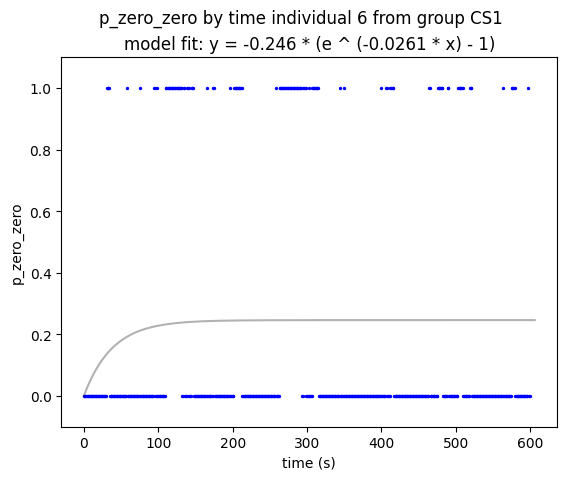 p_zero_zero by time individual 6 from group CS1
model fit: y = -0.246 * (e ^ (-0.0261 * x) - 1)
1.0
0.8
0.6
0.4
0.2
0.0
p_zero_zero
0 100 200 300 400 500 600
time (s)